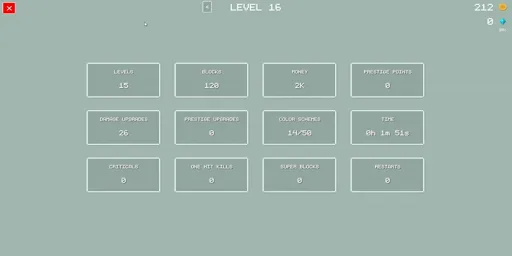 LEVEL 16
212
0
LEVELS
15
BLOCKS
120
MONEY
2K
PRESTIGE POINTS
0
DAMAGE UPGRADES
26
PRESTIGE UPGRADES
0
COLOR SCHEMES
14/50
TIME
0h 1m 51s
CRITICALS
0
ONE HIT KILLS
0
SUPER BLOCKS
0
RESTARTS
0